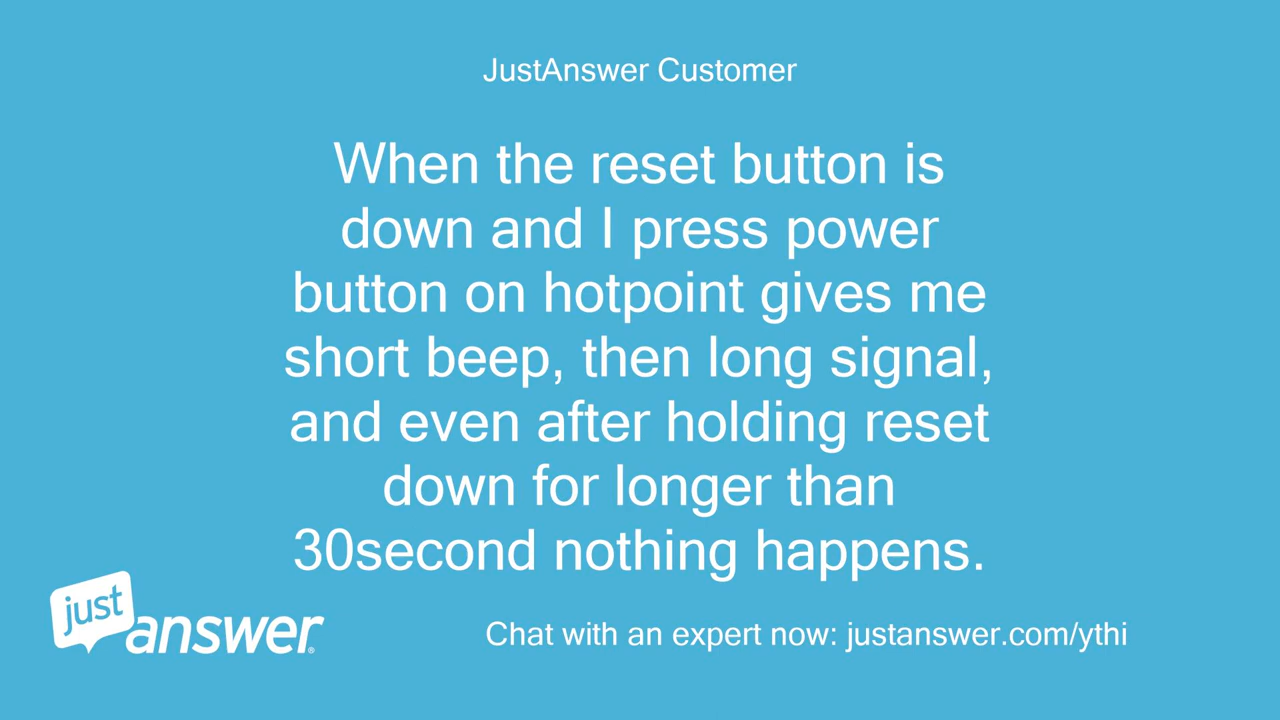 JustAnswer Customer
When the reset button is
down and I press power
button on hotpoint gives me
short beep, then long signal,
and even after holding reset
down for longer than
30second nothing happens.
just
answer®
Chat with an expert now: justanswer.com/ythi